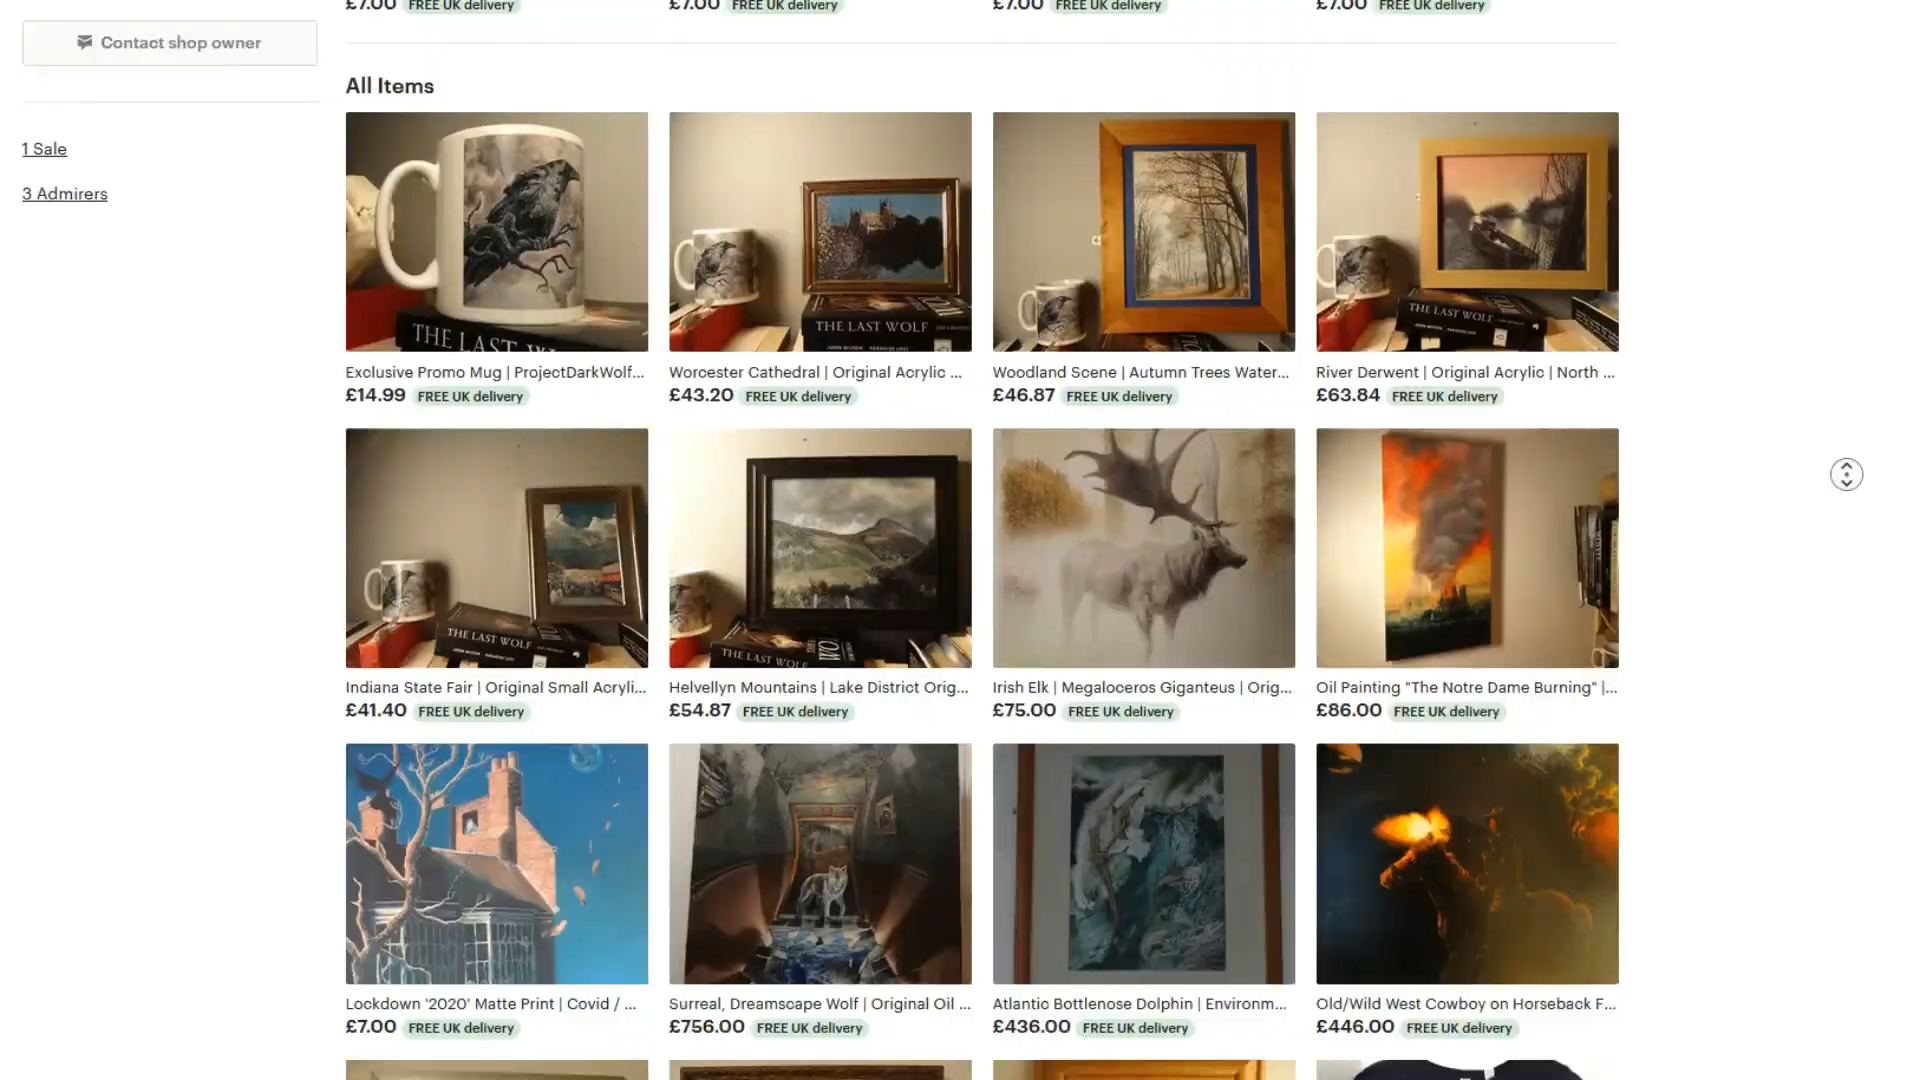 £7.00 FREE UK delivery £7.00 FREE UK delivery £7.00 FREE UK delivery £7.00 FREE UK delivery
Contact shop owner
1 Sale
3 Admirers
All Items
THE LAST
THE LAST WOLF
THE LAST WOLF
Exclusive Promo Mug | ProjectDarkWolf...
£14.99 FREE UK delivery
Worcester Cathedral | Original Acrylic ...
£43.20 FREE UK delivery
Woodland Scene | Autumn Trees Water...
£46.87 FREE UK delivery
River Derwent | Original Acrylic | North ...
£63.84 FREE UK delivery
THE LAST WOLF
THE LAST WOLF
Indiana State Fair | Original Small Acryli...
£41.40 FREE UK delivery
Helvellyn Mountains | Lake District Orig...
£54.87 FREE UK delivery
Irish Elk | Megaloceros Giganteus | Orig...
£75.00 FREE UK delivery
Oil Painting "The Notre Dame Burning" |...
£86.00 FREE UK delivery
Lockdown '2020' Matte Print | Covid / ...
£7.00 FREE UK delivery
Surreal, Dreamscape Wolf | Original Oil ...
£756.00 FREE UK delivery
Atlantic Bottlenose Dolphin | Environm...
£436.00 FREE UK delivery
Old/Wild West Cowboy on Horseback F...
£446.00 FREE UK delivery